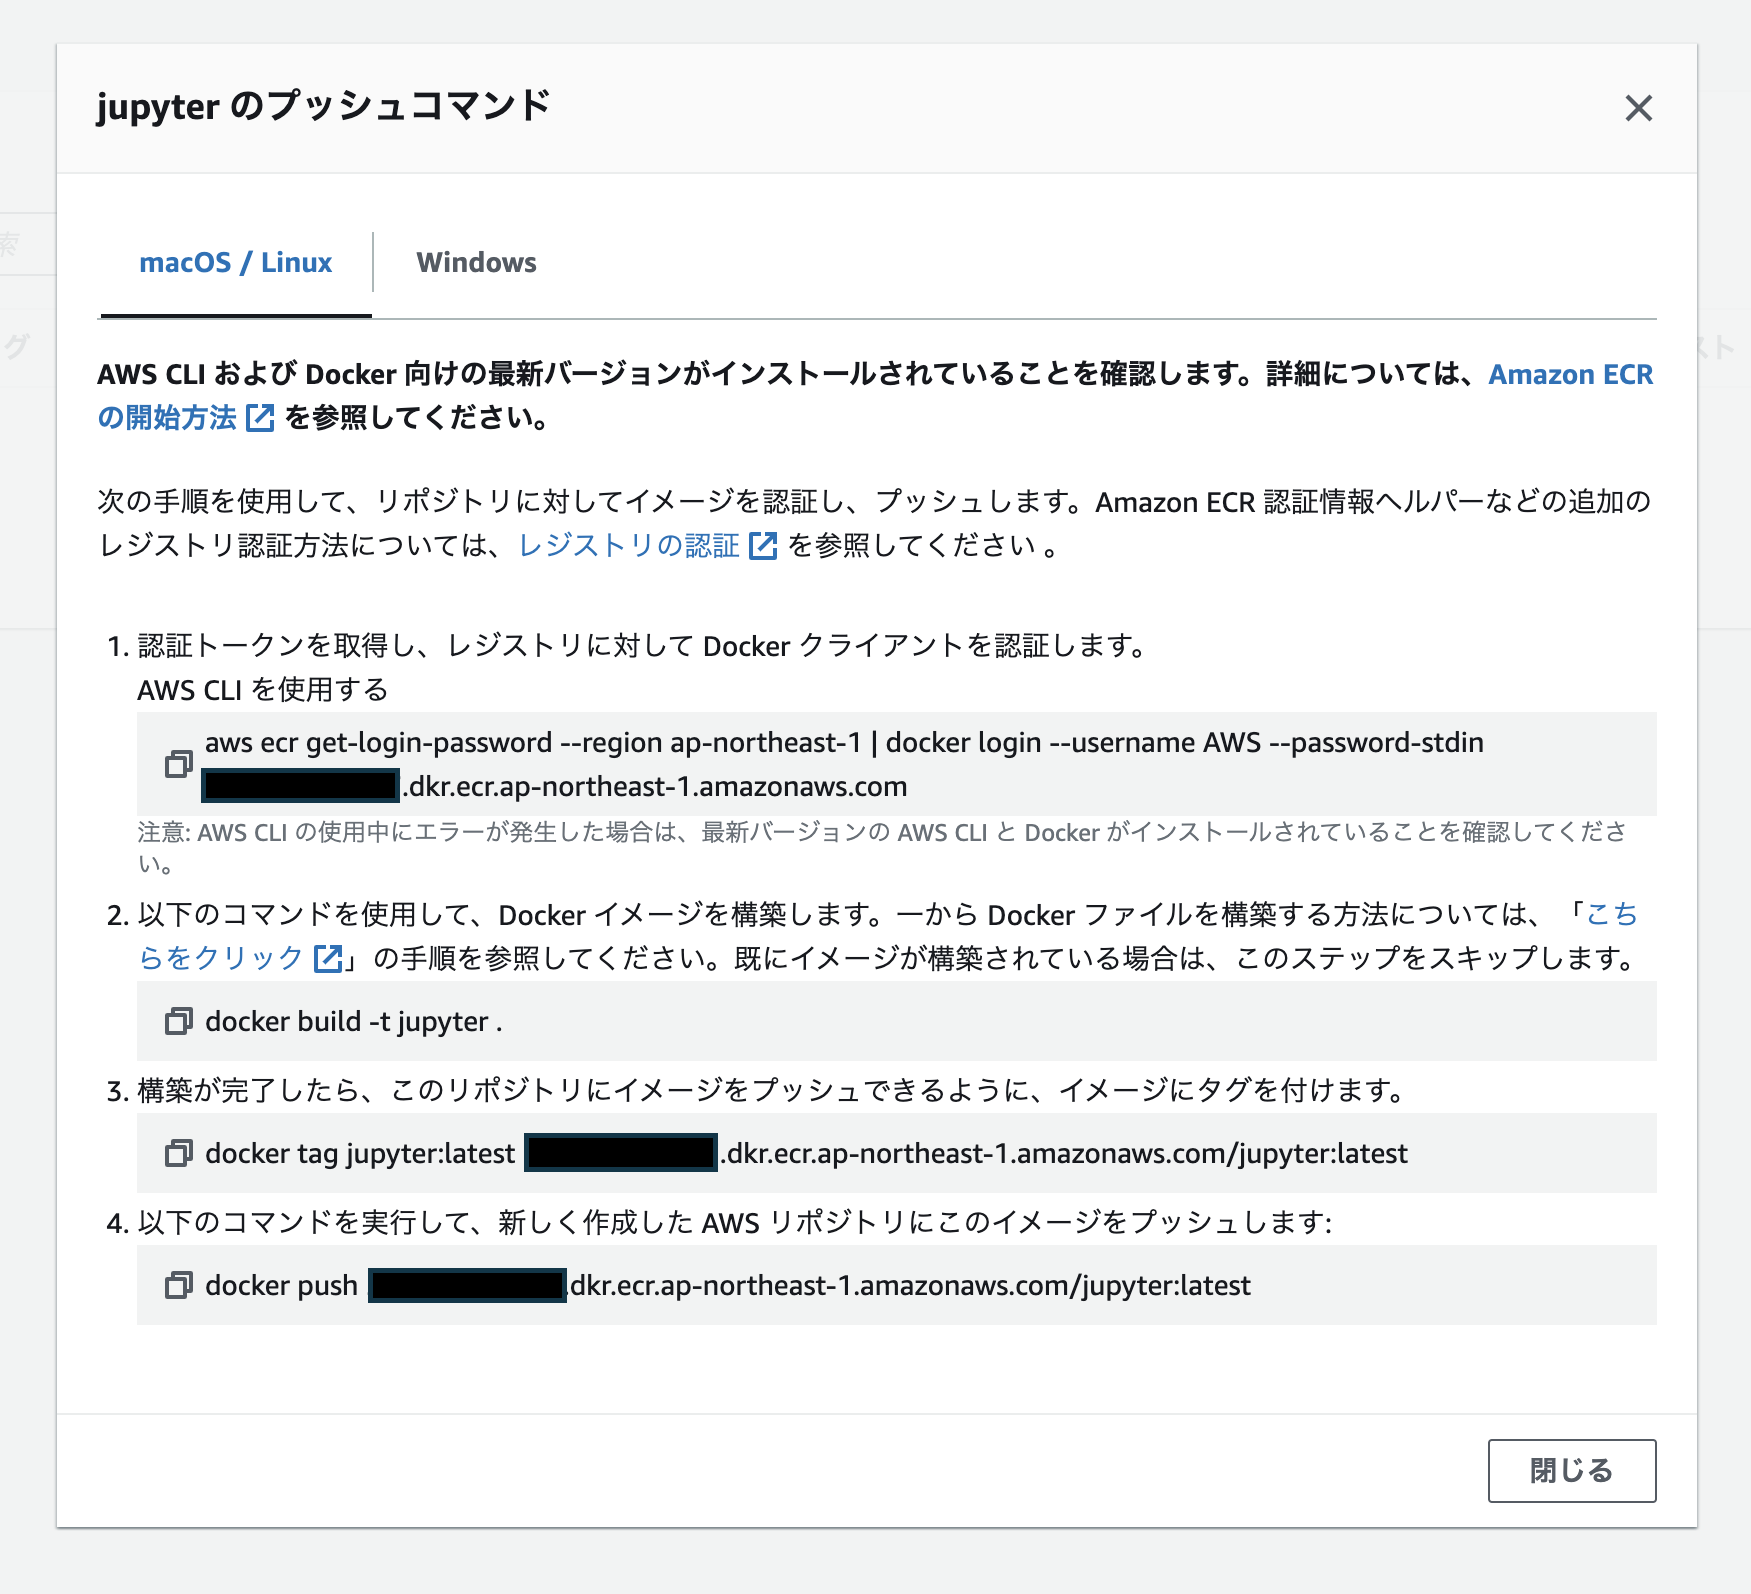 jupyter のプッシュコマンド
索
グ
スト
macOS / Linux
Windows
AWS CLI および Docker 向けの最新バージョンがインストールされていることを確認します。詳細については、Amazon ECR
の開始方法 を参照してください。
次の手順を使用して、リポジトリに対してイメージを認証し、プッシュします。Amazon ECR 認証情報ヘルパーなどの追加の
レジストリ認証方法については、レジストリの認証 を参照してください 。
1. 認証トークンを取得し、レジストリに対して Docker クライアントを認証します。
AWS CLI を使用する
aws ecr get-login-password --region ap-northeast-1 | docker login --username AWS --password-stdin
.dkr.ecr.ap-northeast-1.amazonaws.com
注意: AWS CLI の使用中にエラーが発生した場合は、最新バージョンの AWS CLI と Docker がインストールされていることを確認してくださ
い。
2. 以下のコマンドを使用して、Docker イメージを構築します。一から Docker ファイルを構築する方法については、「こち
らをクリック 」の手順を参照してください。既にイメージが構築されている場合は、このステップをスキップします。
docker build -t jupyter .
3. 構築が完了したら、このリポジトリにイメージをプッシュできるように、イメージにタグを付けます。
docker tag jupyter:latest .dkr.ecr.ap-northeast-1.amazonaws.com/jupyter:latest
4. 以下のコマンドを実行して、新しく作成した AWS リポジトリにこのイメージをプッシュします:
docker push dkr.ecr.ap-northeast-1.amazonaws.com/jupyter:latest
閉じる